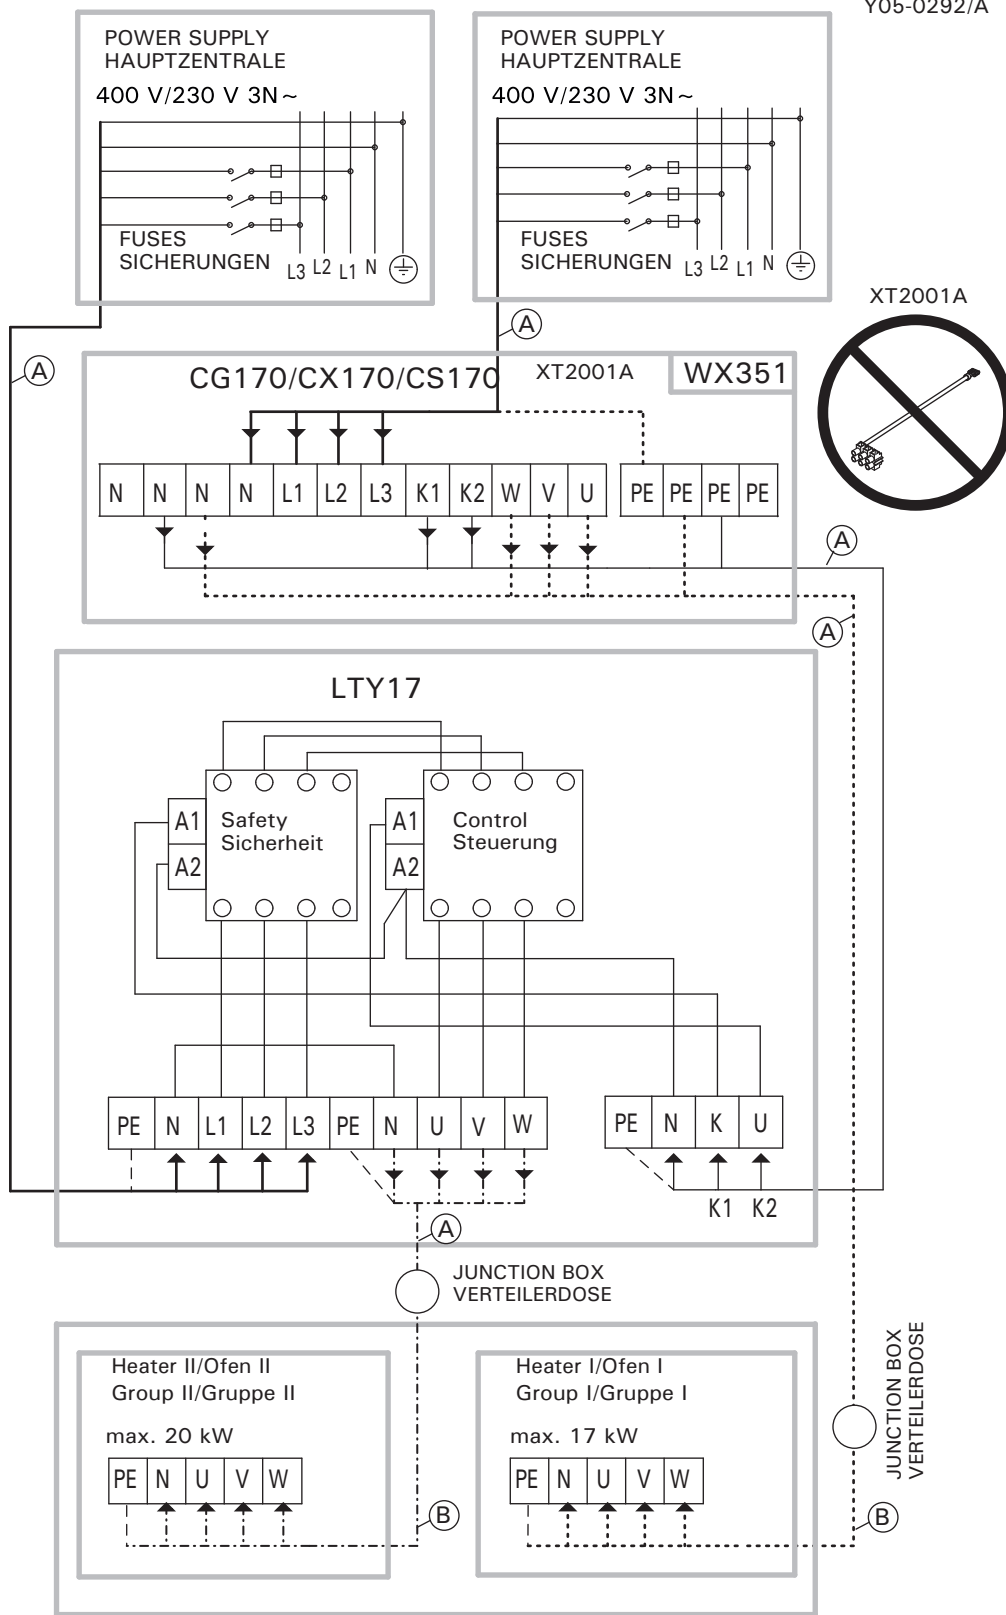 Y05-0292/A
POWER SUPPLY
HAUPTZENTRALE
400 V/230 V 3N~
FUSES
SICHERUNGEN
L3 L2 L1 N
POWER SUPPLY
HAUPTZENTRALE
400 V/230 V 3N~
FUSES
SICHERUNGEN
L3 L2 L1 N
XT2001A
A
A
CG170/CX170/CS170
XT2001A
WX351
N N N N L1 L2 L3 K1 K2 W V U PE PE PE PE
A
A
LTY17
A1
A2
Safety
Sicherheit
A1
A2
Control
Steuerung
PE N L1 L2 L3 PE N U V W
PE N K U
K1 K2
A
JUNCTION BOX
VERTEILERDOSE
JUNCTION BOX
VERTEILERDOSE
Heater II/Ofen II
Group II/Gruppe II
max. 20 kW
PE N U V W
B
Heater I/Ofen I
Group I/Gruppe I
max. 17 kW
PE N U V W
B